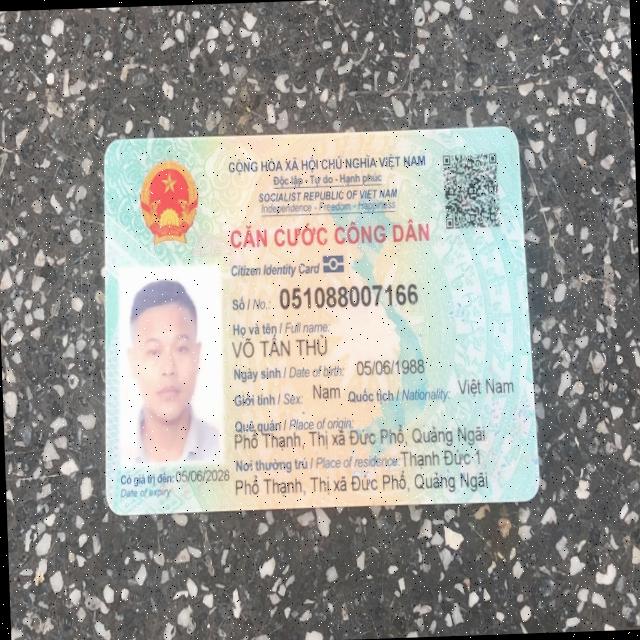 CỘNG HÒA XÃ HỘI CHỦ NGHĨA VIỆT NAM
Độc lập - Tự do - Hạnh phúc
SOCIALIST REPUBLIC OF VIET NAM
Independence - Freedom - Happiness
CĂN CƯỚC CÔNG DÂN
Citizen Identity Card
Số / No.: 051088007166
Họ và tên / Full name:
VÕ TẤN THỦ
Ngày sinh / Date of birth: 05/06/1988
Giới tính / Sex: Nam Quốc tịch / Nationality: Việt Nam
Quê quán / Place of origin:
Phổ Thạnh, Thị xã Đức Phổ, Quảng Ngãi
Nơi thường trú / Place of residence: Thạnh Đức 1
Phổ Thạnh, Thị xã Đức Phổ, Quảng Ngãi
Có giá trị đến: 05/06/2028
Date of expiry